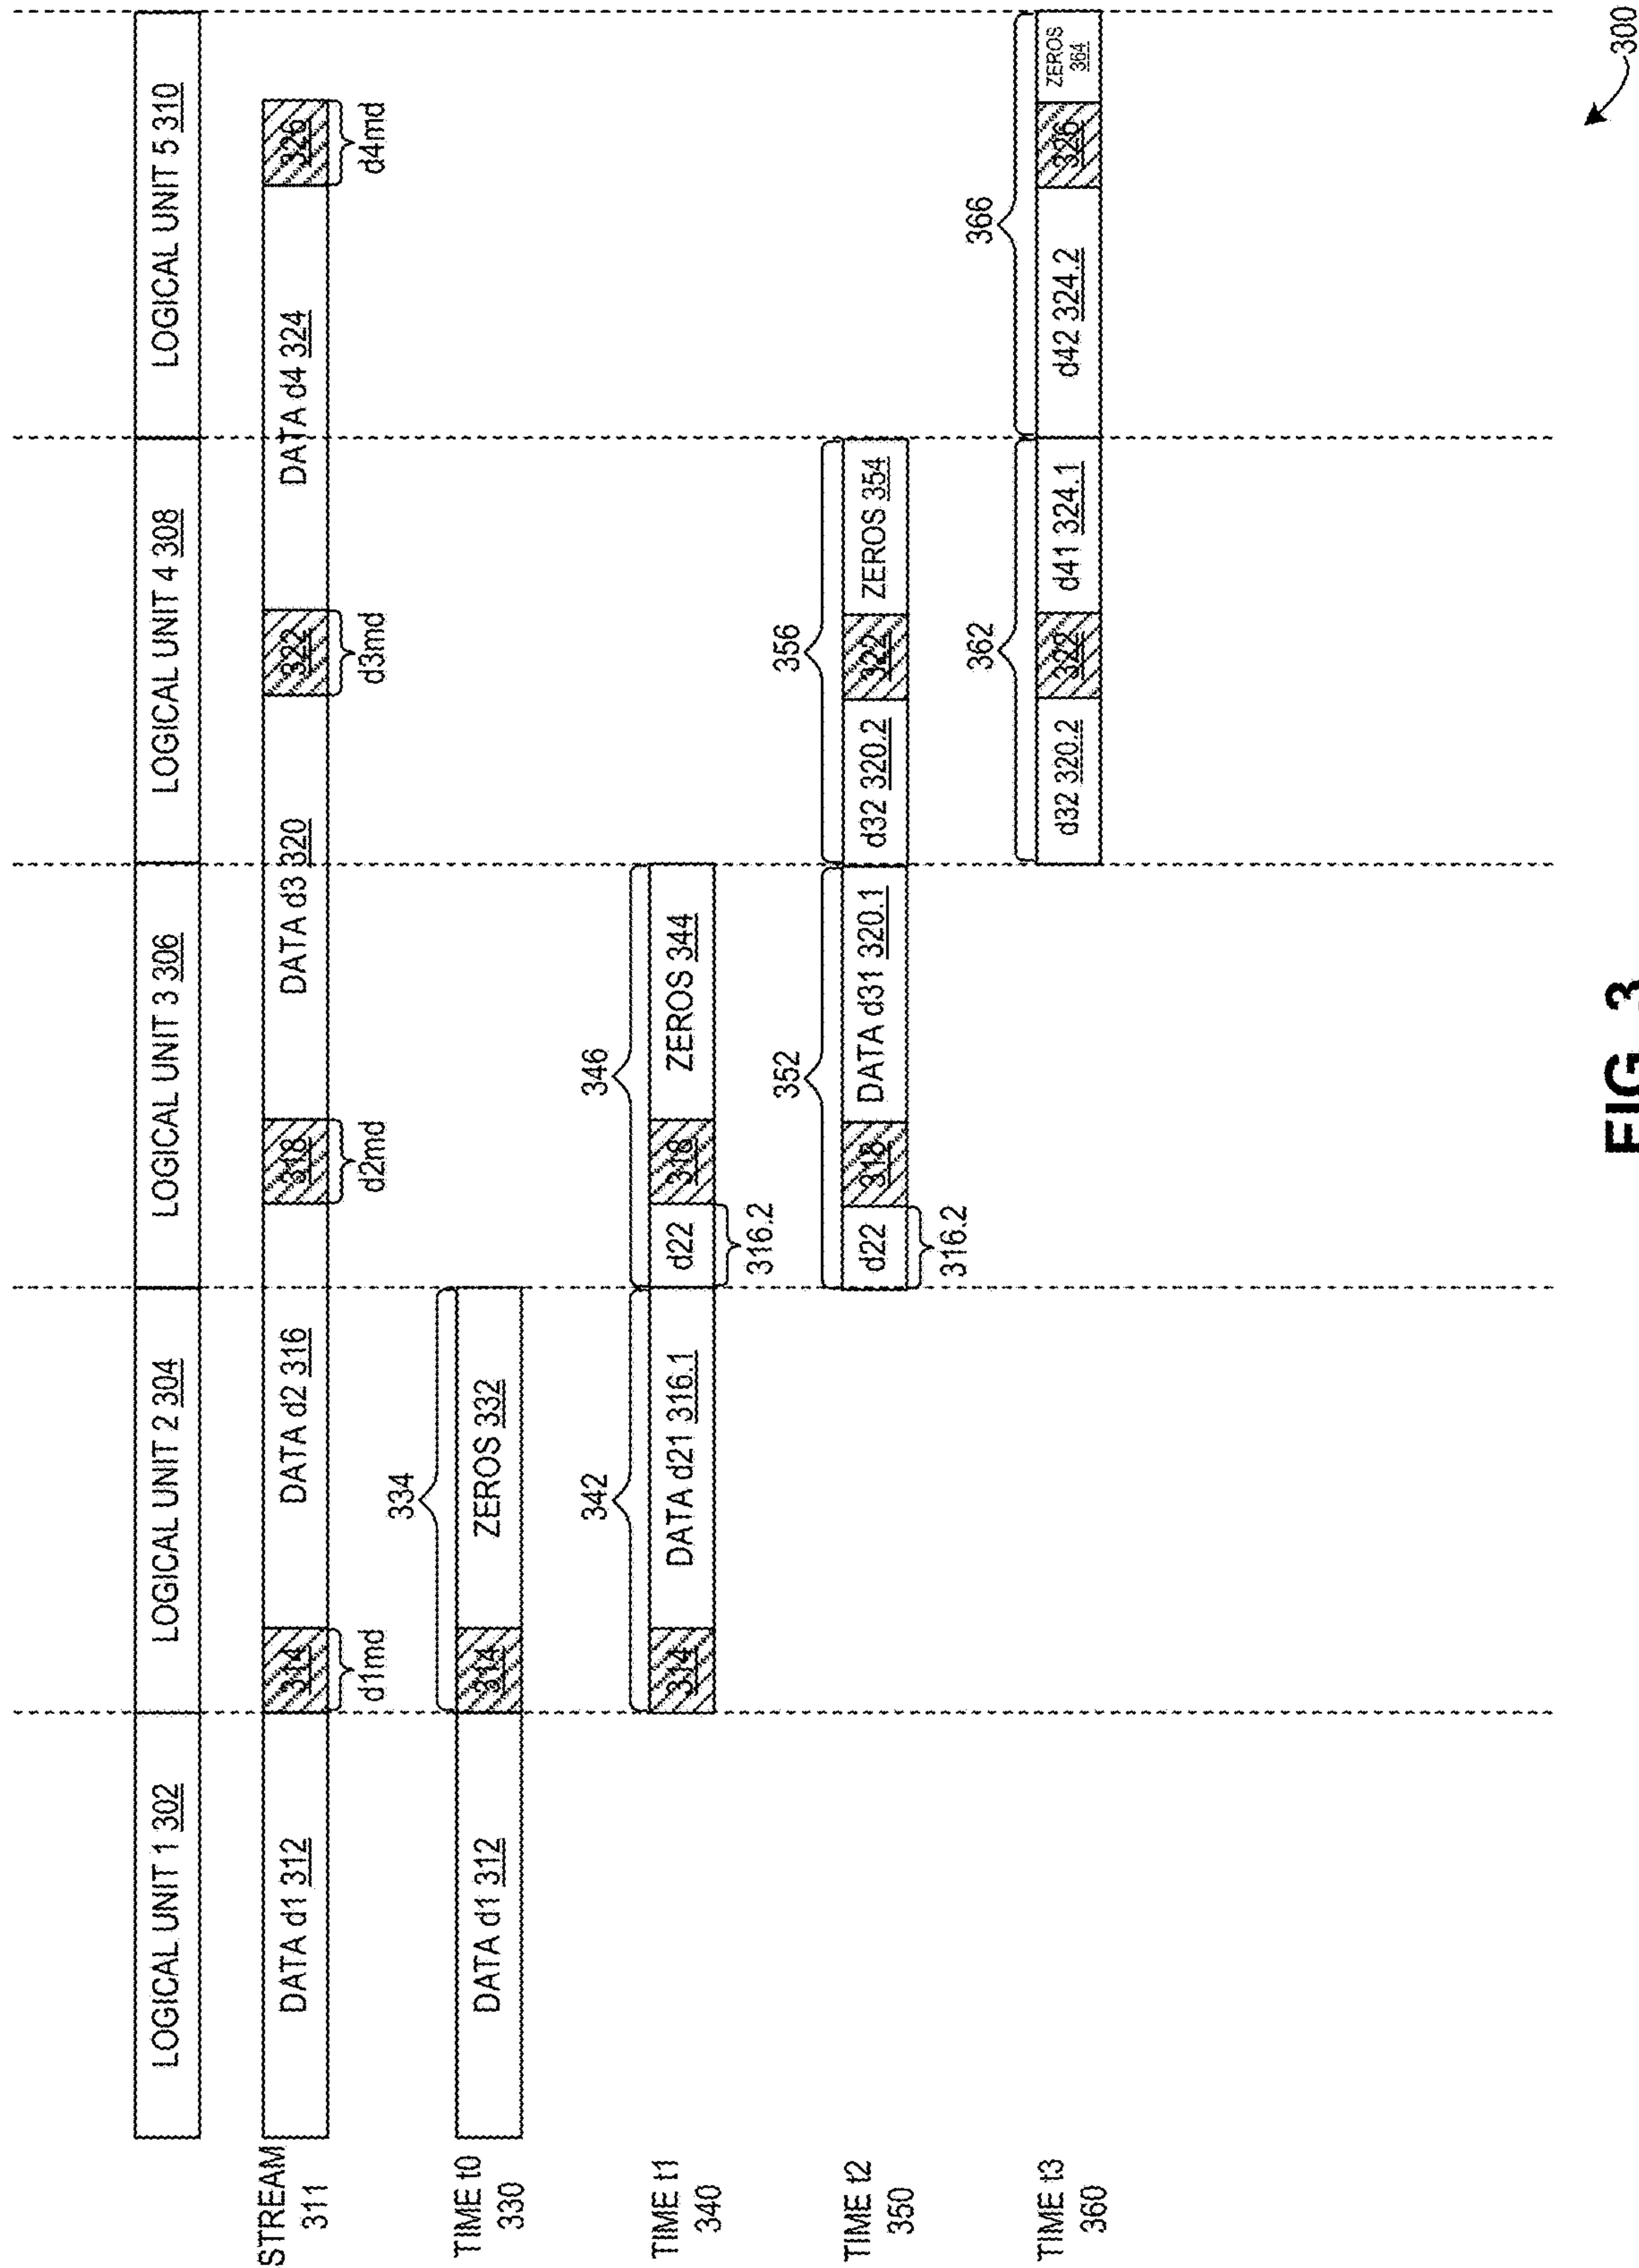 LOGICAL UNIT 1 302
LOGICAL UNIT 2 304
LOGICAL UNIT 3 306
LOGICAL UNIT 4 308
LOGICAL UNIT 5 310
STREAM
311
DATA d1 312
314
DATA d2 316
318
DATA d3 320
322
DATA d4 324
326
d1md
d2md
d3md
d4md
334
TIME t0
330
DATA d1 312
314
ZEROS 332
342
346
TIME t1
340
314
DATA d21 316.1
d22
318
ZEROS 344
316.2
352
356
TIME t2
350
d22
318
DATA d31 320.1
d32 320.2
322
ZEROS 354
316.2
362
366
TIME t3
360
d32 320.2
322
d41 324.1
d42 324.2
326
ZEROS
364
300
FIG. 3